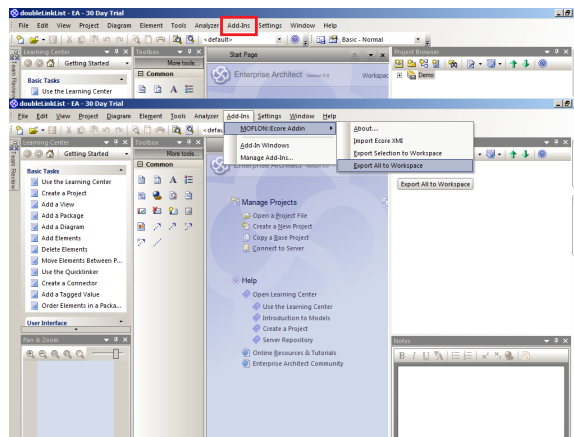 doubleLinkList - EA - 30 Day Trial
File Edit View Project Diagram Element Tools Analyzer Add-Ins Settings Window Help
<default> Basic - Normal
Learning Center
Toolbox
Start Page
Project Browser
Getting Started
More tools...
Basic Tasks
Common
Enterprise Architect
Workspac
Demo
Use the Learning Center
doubleLinkList - EA - 30 Day Trial
File Edit View Project Diagram Element Tools Analyzer Add-Ins Settings Window Help
<defau
MOFLON::Ecore Addin
Add-In Windows
Manage Add-Ins...
About...
Import Ecore XMI
Export Selection to Workspace
Export All to Workspace
Export All to Workspace
Learning Center
Toolbox
Getting Started
More tools...
Basic Tasks
Common
Use the Learning Center
Create a Project
Add a View
Add a Package
Add a Diagram
Add Elements
Delete Elements
Move Elements Between P...
Use the Quicklinker
Create a Connector
Add a Tagged Value
Order Elements in a Packa...
User Interface
Pan & Zoom
Manage Projects
Open a Project File
Create a New Project
Copy a Base Project
Connect to Server
Help
Open Learning Center
Use the Learning Center
Introduction to Models
Create a Project
Server Repository
Online Resources & Tutorials
Enterprise Architect Community
Notes
B I U